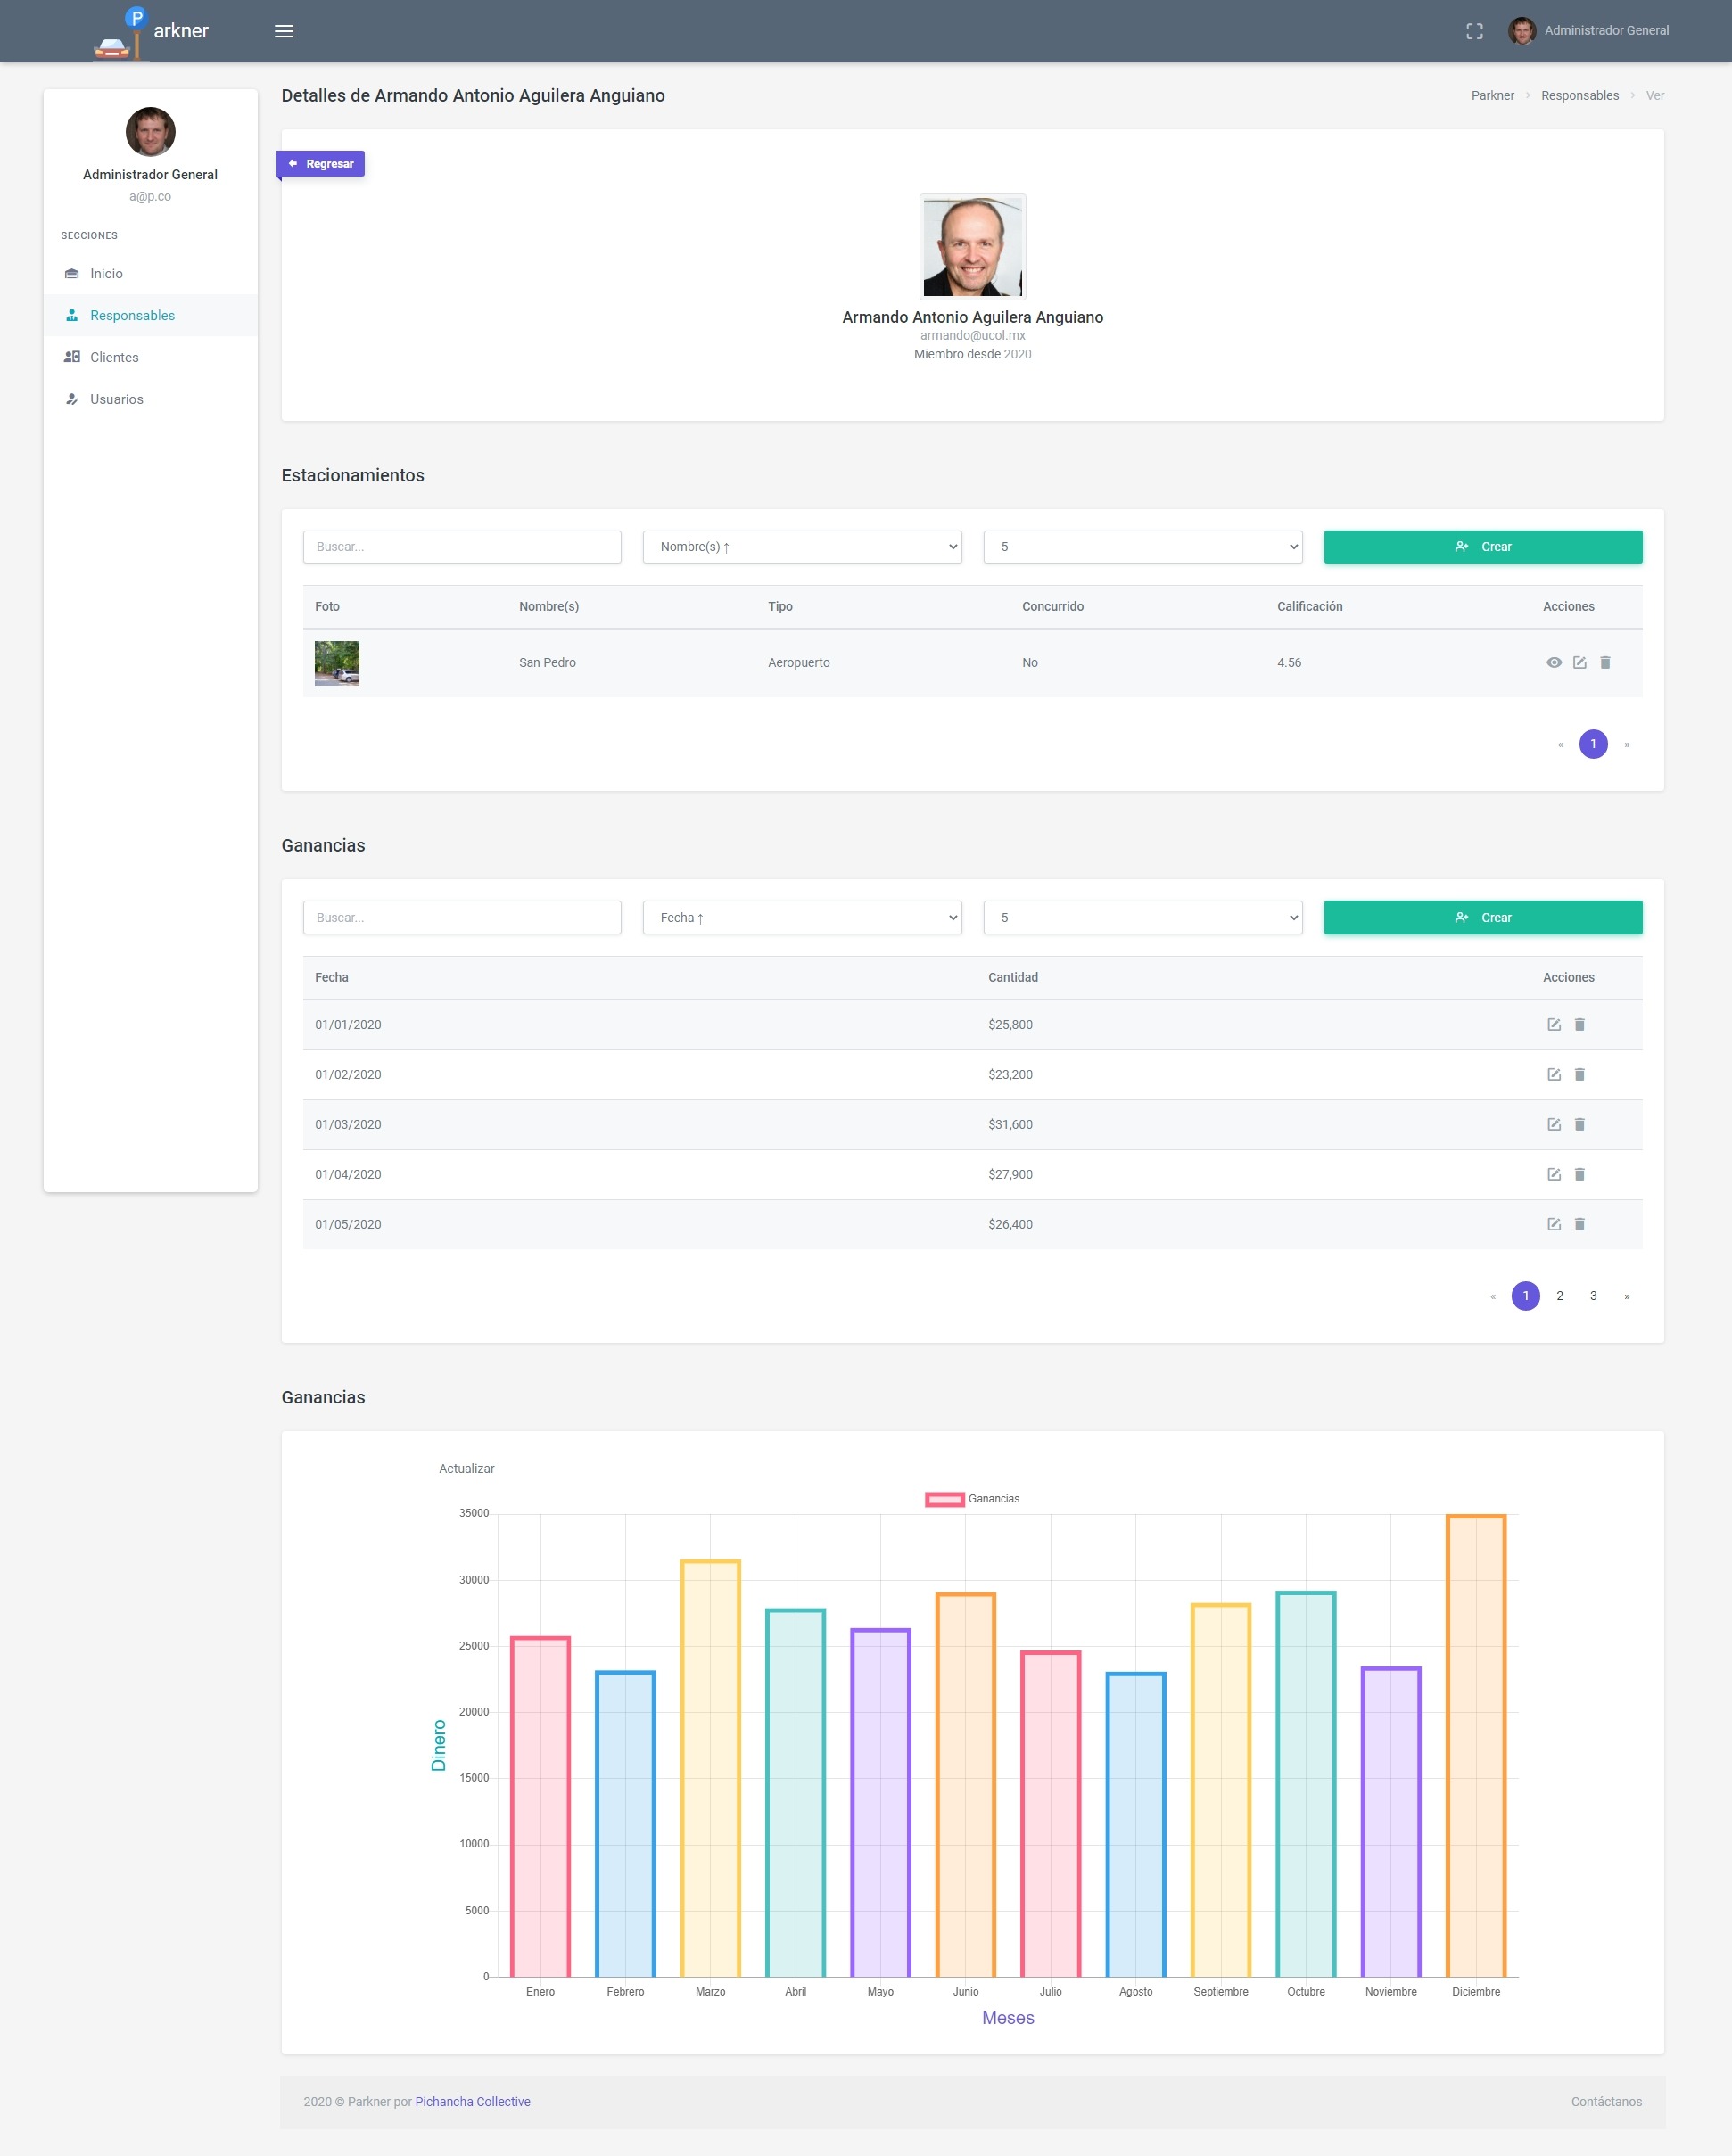 P
arkner
Administrador General
Administrador General
a@p.co
SECCIONES
Inicio
Responsables
Clientes
Usuarios
Detalles de Armando Antonio Aguilera Anguiano
Parkner › Responsables › Ver
Regresar
Armando Antonio Aguilera Anguiano
armando@ucol.mx
Miembro desde 2020
Estacionamientos
Buscar... Nombre(s) ↑ 5 Crear
Foto Nombre(s) Tipo Concurrido Calificación Acciones
San Pedro Aeropuerto No 4.56
« 1 »
Ganancias
Buscar... Fecha ↑ 5 Crear
Fecha Cantidad Acciones
01/01/2020 $25,800
01/02/2020 $23,200
01/03/2020 $31,600
01/04/2020 $27,900
01/05/2020 $26,400
« 1 2 3 »
Ganancias
Actualizar
Ganancias
35000
30000
25000
20000
15000
10000
5000
0
Dinero
Enero Febrero Marzo Abril Mayo Junio Julio Agosto Septiembre Octubre Noviembre Diciembre
Meses
2020 © Parkner por Pichancha Collective
Contáctanos